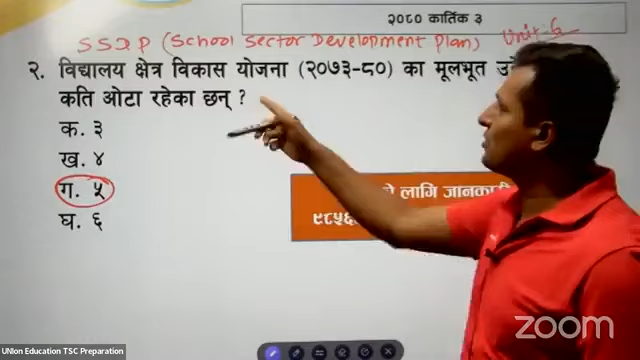 २०८० कार्तिक ३
SSDP (School Sector Development Plan) Unit-6
२. विद्यालय क्षेत्र विकास योजना (२०७३-८०) का मूलभूत
कति ओटा रहेका छन् ?
क. ३
ख. ४
ग. ५
घ. ६
लागि जानकारी
zoom
UNIon Education TSC Preparation